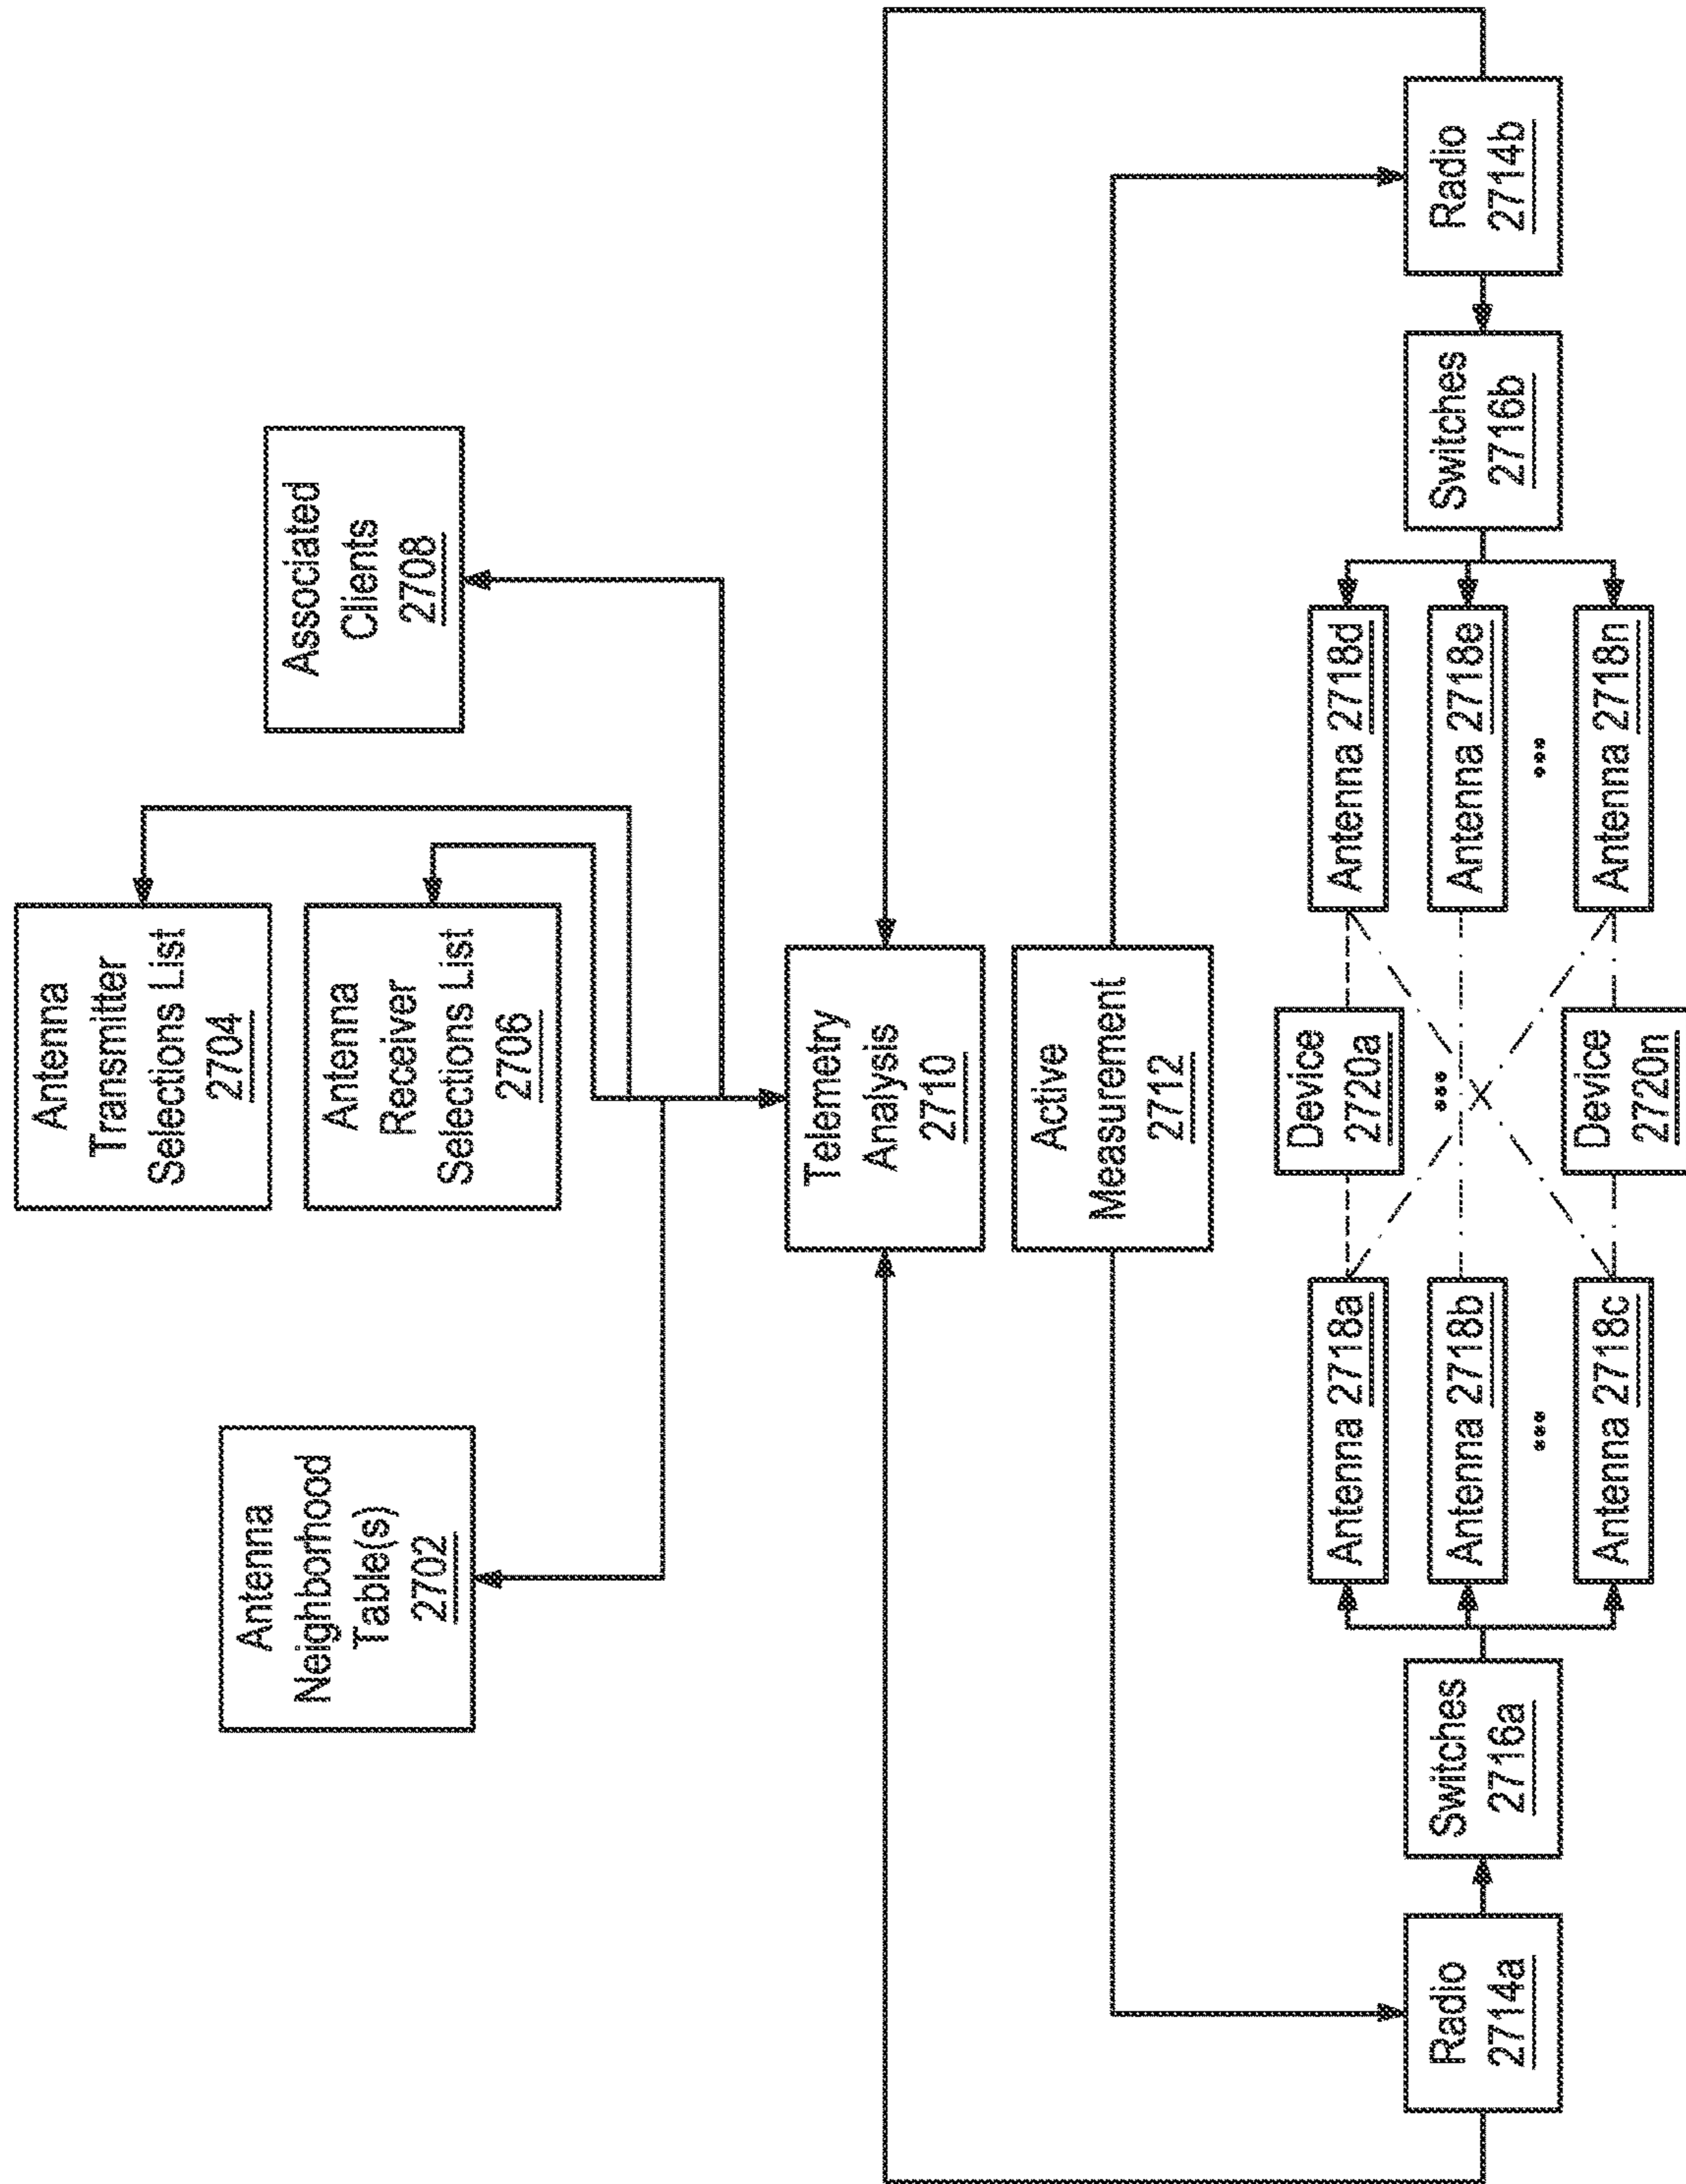 Antenna
Neighborhood
Table(s)
2702
Antenna
Transmitter
Selections List
2704
Antenna
Receiver
Selections List
2706
Associated
Clients
2708
Telemetry
Analysis
2710
Active
Measurement
2712
Radio
2714a
Switches
2716a
Antenna 2718a
Antenna 2718b
•••
Antenna 2718c
Device
2720a
•••
Device
2720n
Antenna 2718d
Antenna 2718e
•••
Antenna 2718n
Switches
2716b
Radio
2714b